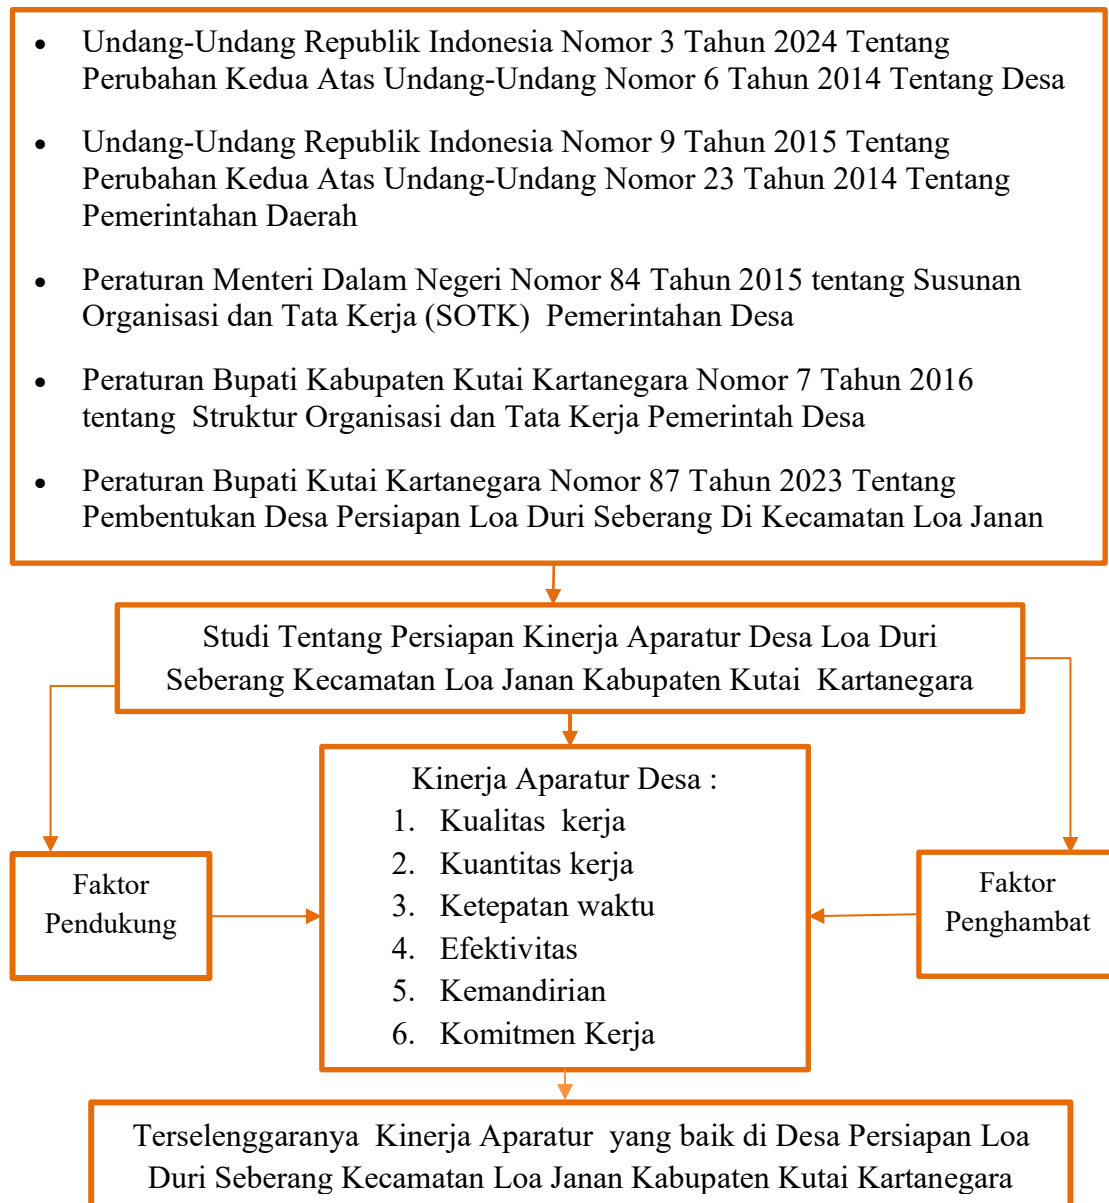 • Undang-Undang Republik Indonesia Nomor 3 Tahun 2024 Tentang
Perubahan Kedua Atas Undang-Undang Nomor 6 Tahun 2014 Tentang Desa
• Undang-Undang Republik Indonesia Nomor 9 Tahun 2015 Tentang
Perubahan Kedua Atas Undang-Undang Nomor 23 Tahun 2014 Tentang
Pemerintahan Daerah
• Peraturan Menteri Dalam Negeri Nomor 84 Tahun 2015 tentang Susunan
Organisasi dan Tata Kerja (SOTK) Pemerintahan Desa
• Peraturan Bupati Kabupaten Kutai Kartanegara Nomor 7 Tahun 2016
tentang Struktur Organisasi dan Tata Kerja Pemerintah Desa
• Peraturan Bupati Kutai Kartanegara Nomor 87 Tahun 2023 Tentang
Pembentukan Desa Persiapan Loa Duri Seberang Di Kecamatan Loa Janan
Studi Tentang Persiapan Kinerja Aparatur Desa Loa Duri
Seberang Kecamatan Loa Janan Kabupaten Kutai Kartanegara
Faktor
Pendukung
Kinerja Aparatur Desa :
1. Kualitas kerja
2. Kuantitas kerja
3. Ketepatan waktu
4. Efektivitas
5. Kemandirian
6. Komitmen Kerja
Faktor
Penghambat
Terselenggaranya Kinerja Aparatur yang baik di Desa Persiapan Loa
Duri Seberang Kecamatan Loa Janan Kabupaten Kutai Kartanegara